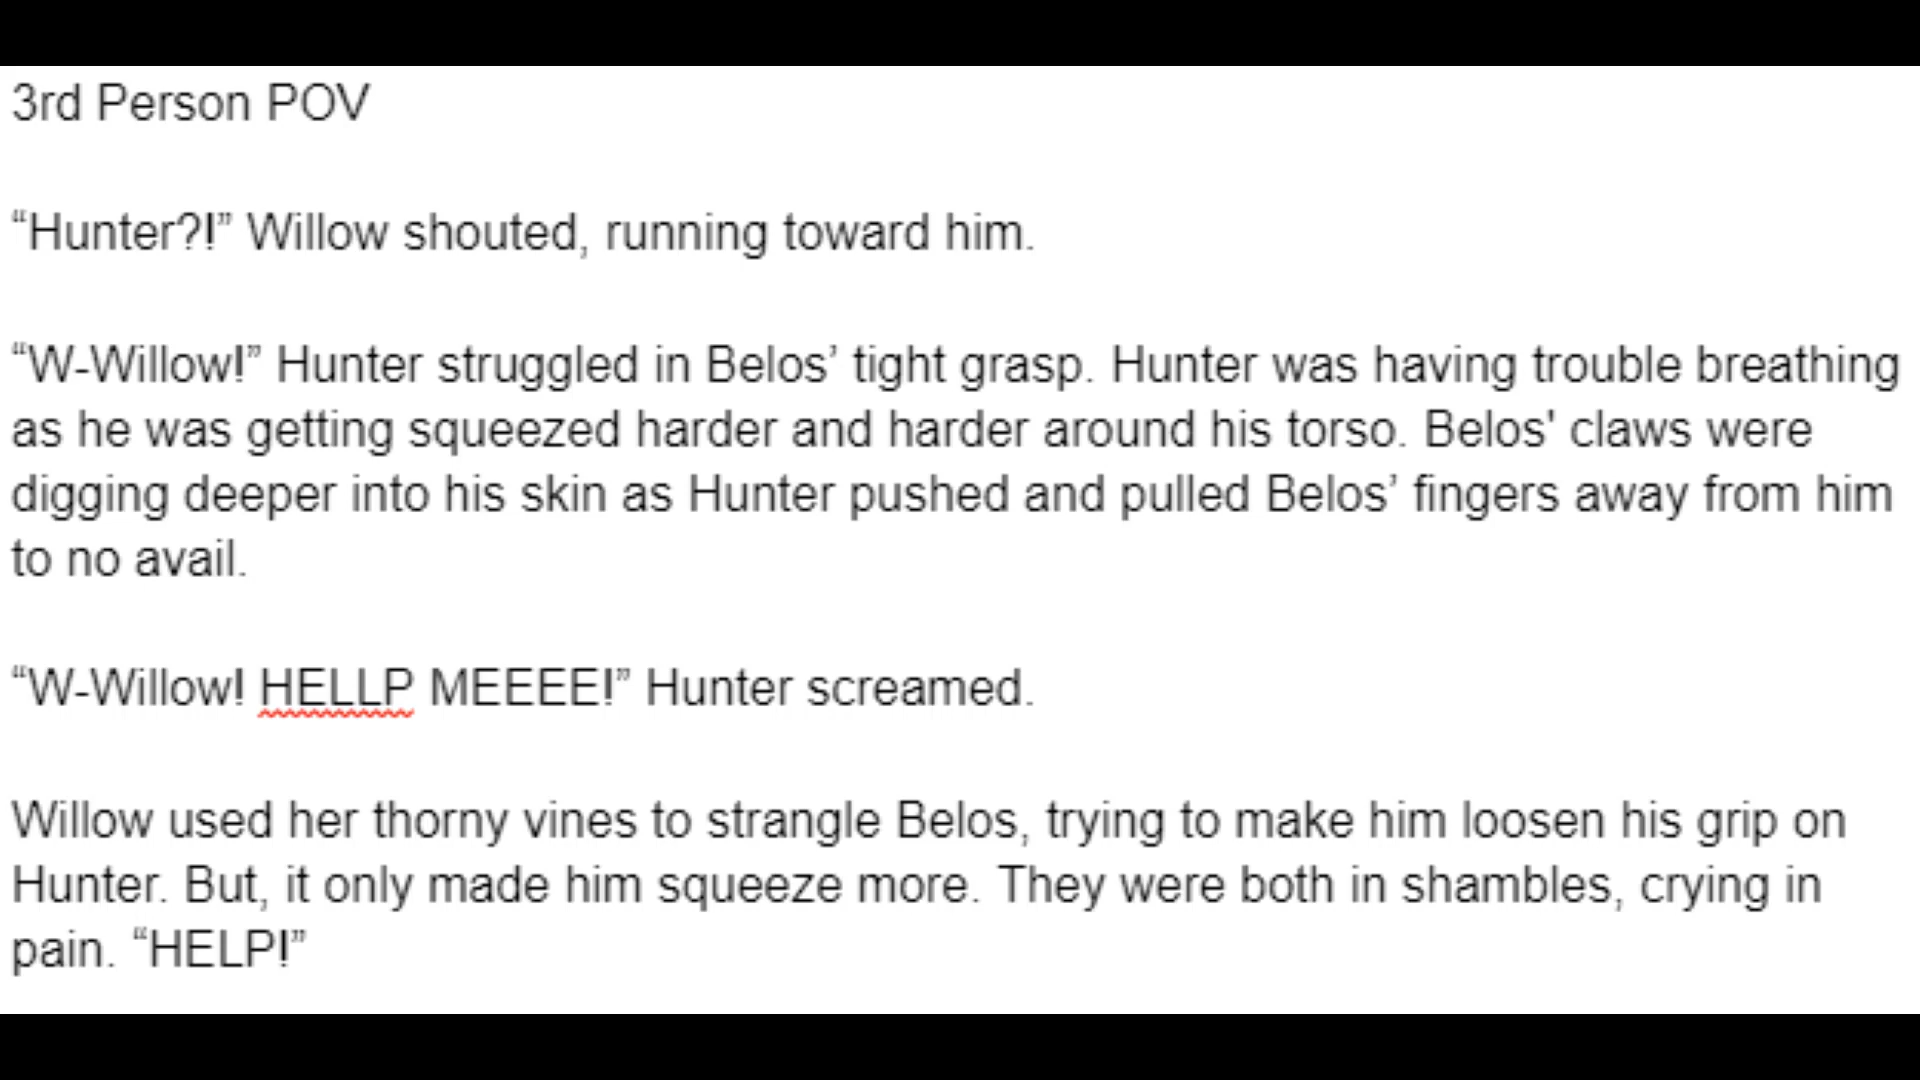 3rd Person POV
“Hunter?!” Willow shouted, running toward him.
“W-Willow!” Hunter struggled in Belos’ tight grasp. Hunter was having trouble breathing
as he was getting squeezed harder and harder around his torso. Belos' claws were
digging deeper into his skin as Hunter pushed and pulled Belos’ fingers away from him
to no avail.
“W-Willow! HELLP MEEEE!” Hunter screamed.
Willow used her thorny vines to strangle Belos, trying to make him loosen his grip on
Hunter. But, it only made him squeeze more. They were both in shambles, crying in
pain. “HELP!”